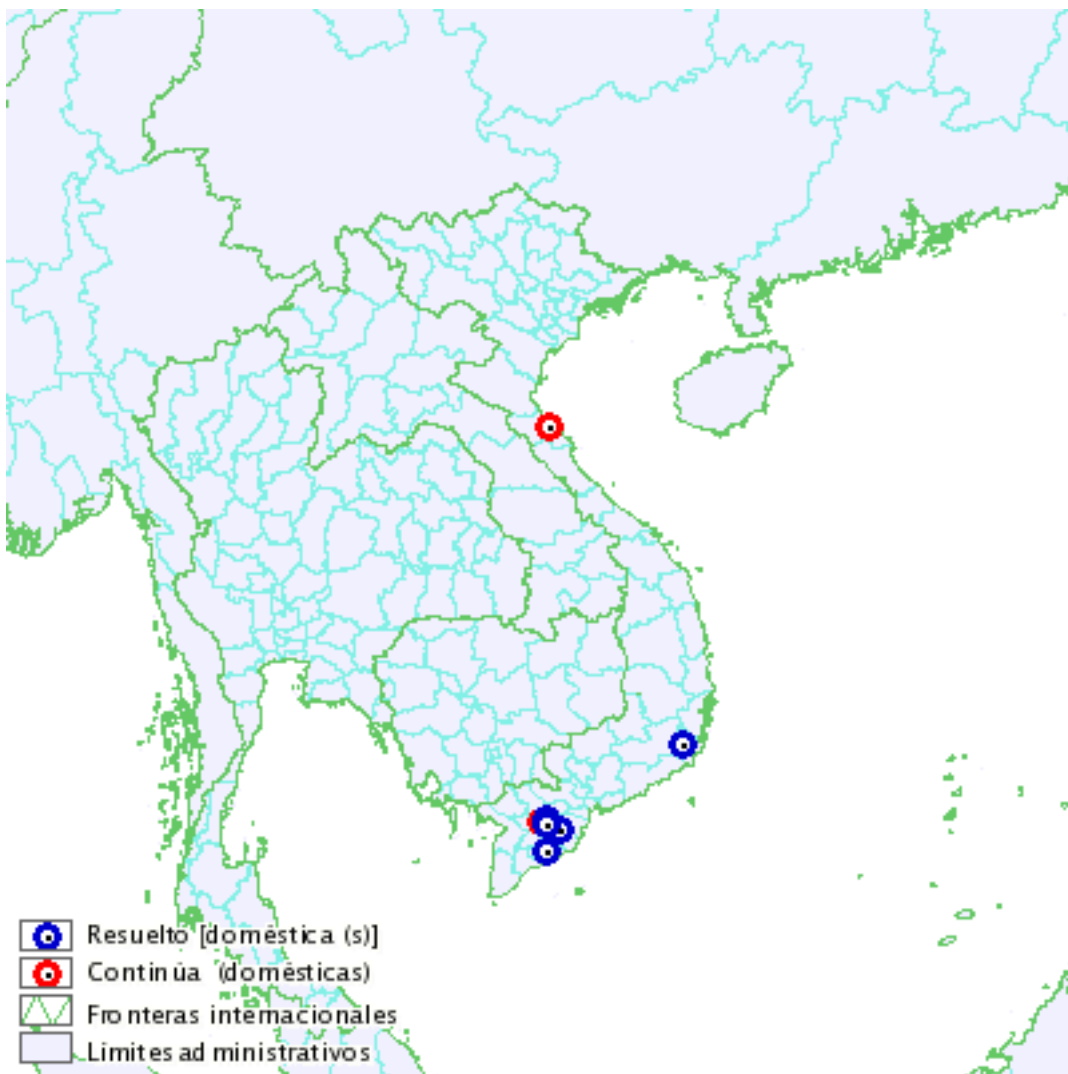 Resuelto [doméstica (s)]
Continúa (domésticas)
Fronteras internacionales
Límites administrativos